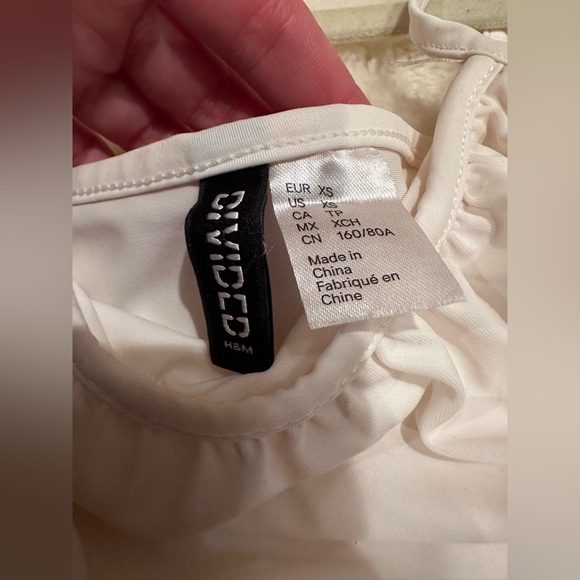 DIVIDED
H&M
EUR XS
US XS
CA TP
MX XCH
CN 160/80A
Made in
China
Fabriqué en
Chine